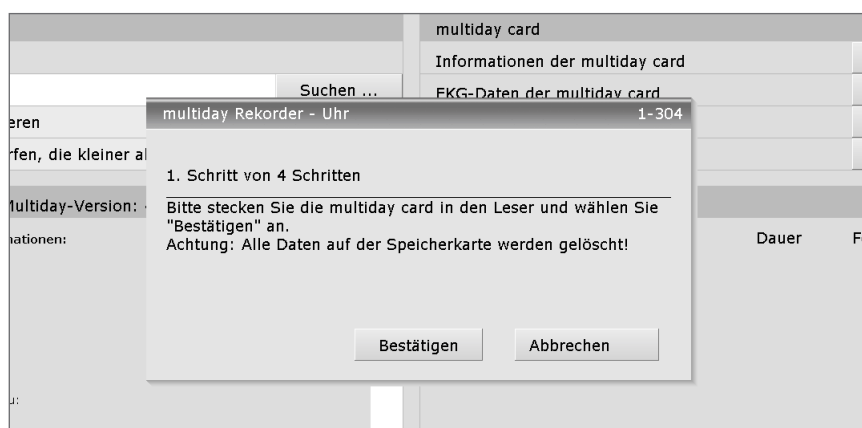 multiday card
Informationen der multiday card
Suchen ...
EKG-Daten der multiday card
multiday Rekorder - Uhr 1-304
1. Schritt von 4 Schritten
Bitte stecken Sie die multiday card in den Leser und wählen Sie
"Bestätigen" an.
Achtung: Alle Daten auf der Speicherkarte werden gelöscht!
Bestätigen Abbrechen
eren
rfen, die kleiner al
Multiday-Version:
nationen:
Dauer F
u: